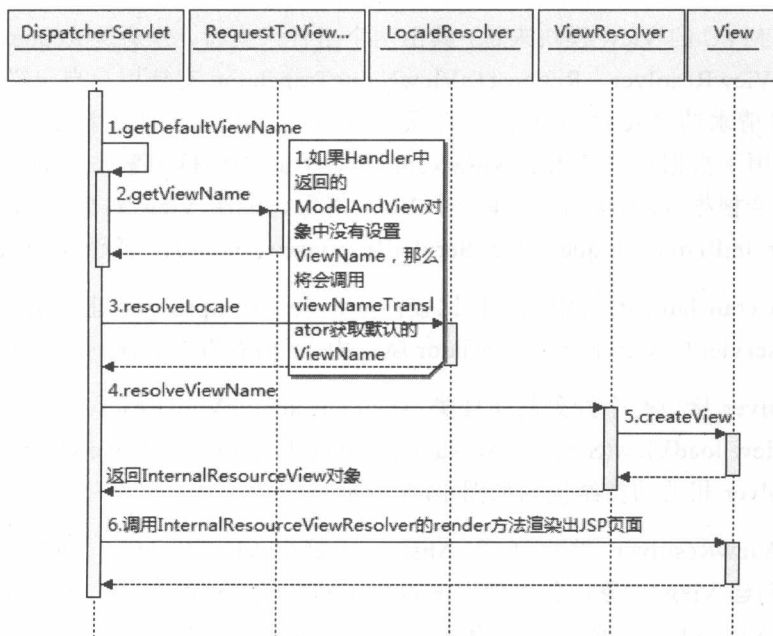 DispatcherServlet
RequestToView...
LocaleResolver
ViewResolver
View
1.getDefaultViewName
2.getViewName
1.如果Handler中
返回的
ModelAndView对
象中没有设置
ViewName，那么
将会调用
viewNameTransl
ator获取默认的
ViewName
3.resolveLocale
4.resolveViewName
5.createView
返回InternalResourceView对象
6.调用InternalResourceViewResolver的render方法渲染出JSP页面